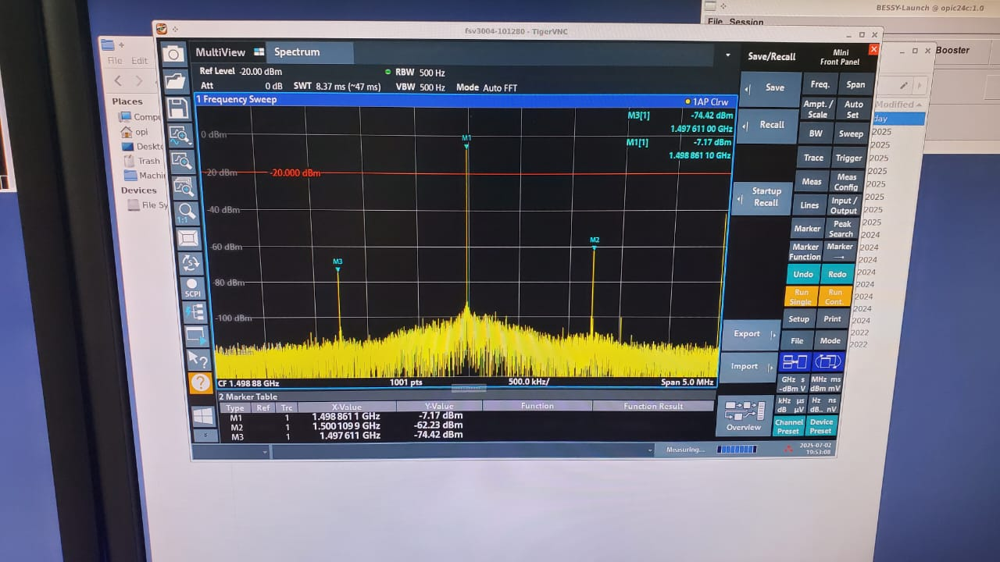 BESSY-Launch @ opic24c:1.0
File Session
fsv3004-101280 - TigerVNC
Booster
File Edit
Places
opi
Trash
Devices
File Sy
Modified
day
2025
2025
2025
2025
2025
2025
2025
2025
2024
2024
2024
2024
2024
2024
2024
2024
2022
2022
MultiView
Spectrum
Ref Level -20.00 dBm
RBW 500 Hz
Att 0 dB SWT 8.37 ms (~47 ms) VBW 500 Hz Mode Auto FFT
1 Frequency Sweep
1AP Clrw
M3[1] -74.42 dBm
1.497 611 00 GHz
M1[1] -7.17 dBm
1.498 861 10 GHz
0 dBm
M1
-20 dBm
-20.000 dBm
-40 dBm
-60 dBm
M2
M3
-80 dBm
-100 dBm
CF 1.498 88 GHz 1001 pts 500.0 kHz/ Span 5.0 MHz
2 Marker Table
Type Ref Trc X-Value Y-Value Function Function Result
M1 1 1.498 861 1 GHz -7.17 dBm
M2 1 1.500 109 9 GHz -62.23 dBm
M3 1 1.497 611 GHz -74.42 dBm
Measuring...
2025-07-02
19:53:08
1:1
SCPI
Save/Recall
Save
Recall
Startup
Recall
Export
Import
Overview
Mini
Front Panel
Freq. Span
Ampt. /
Scale
Auto
Set
BW Sweep
Trace Trigger
Meas
Meas
Config
Lines
Input /
Output
Marker
Peak
Search
Marker
Function
Marker
→
Undo Redo
Run
Single
Run
Cont.
Setup Print
File Mode
GHz s
-dBm V
MHz ms
dBm mV
kHz µs
dB µV
Hz ns
dB.. nV
Channel
Preset
Device
Preset